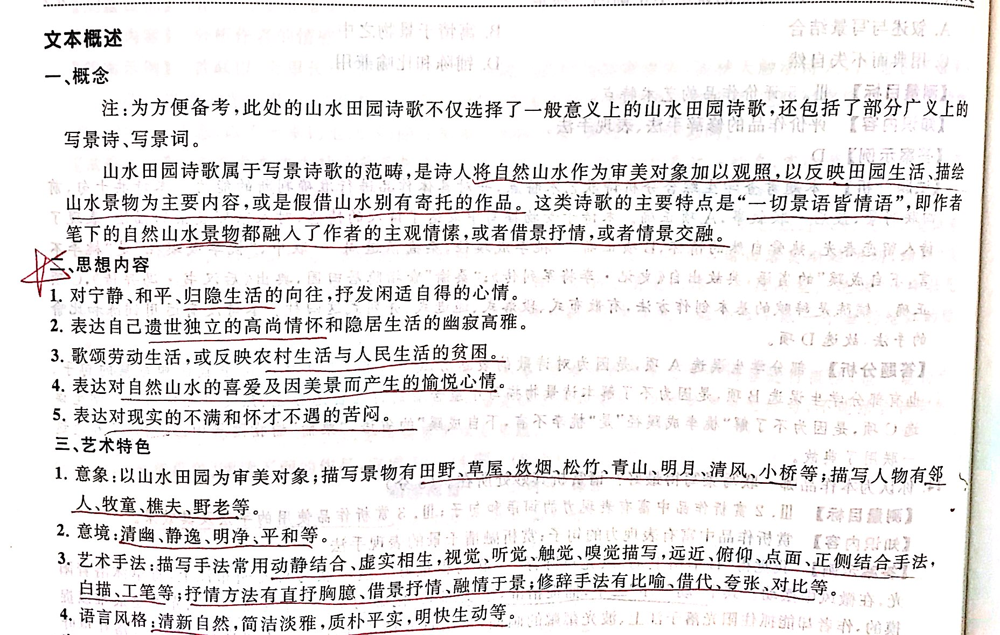 文本概述
一、概念
注:为方便备考,此处的山水田园诗歌不仅选择了一般意义上的山水田园诗歌,还包括了部分广义上的
写景诗、写景词。
山水田园诗歌属于写景诗歌的范畴,是诗人将自然山水作为审美对象加以观照,以反映田园生活、描绘
山水景物为主要内容,或是假借山水别有寄托的作品。这类诗歌的主要特点是“一切景语皆情语”,即作者
笔下的自然山水景物都融入了作者的主观情愫,或者借景抒情,或者情景交融。
二、思想内容
1. 对宁静、和平、归隐生活的向往,抒发闲适自得的心情。
2. 表达自己遗世独立的高尚情怀和隐居生活的幽寂高雅。
3. 歌颂劳动生活,或反映农村生活与人民生活的贫困。
4. 表达对自然山水的喜爱及因美景而产生的愉悦心情。
5. 表达对现实的不满和怀才不遇的苦闷。
三、艺术特色
1. 意象:以山水田园为审美对象;描写景物有田野、草屋、炊烟、松竹、青山、明月、清风、小桥等;描写人物有邻
人、牧童、樵夫、野老等。
2. 意境:清幽、静逸、明净、平和等。
3. 艺术手法:描写手法常用动静结合、虚实相生,视觉、听觉、触觉、嗅觉描写,远近、俯仰、点面、正侧结合手法,
白描、工笔等;抒情方法有直抒胸臆、借景抒情、融情于景;修辞手法有比喻、借代、夸张、对比等。
4. 语言风格:清新自然,简洁淡雅,质朴平实,明快生动等。